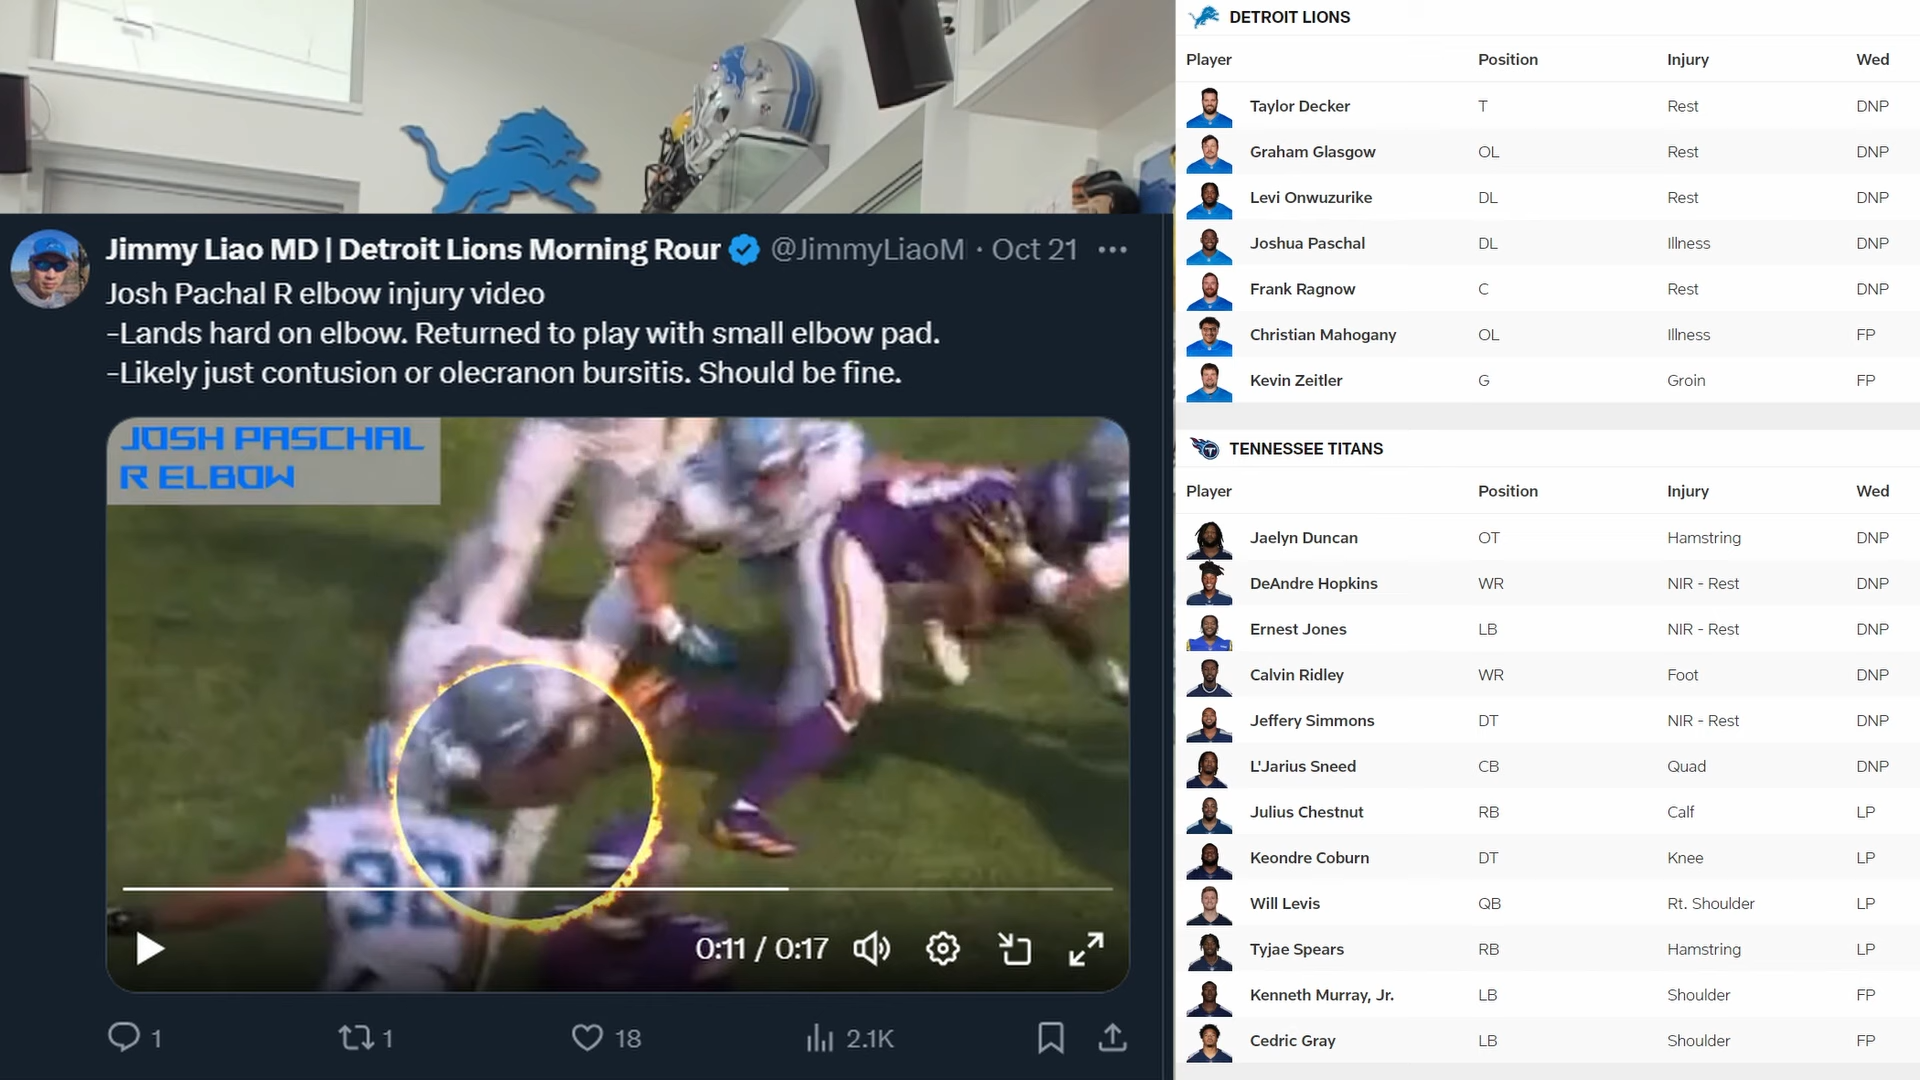 Jimmy Liao MD | Detroit Lions Morning Rour @JimmyLiaoM · Oct 21
Josh Pachal R elbow injury video
-Lands hard on elbow. Returned to play with small elbow pad.
-Likely just contusion or olecranon bursitis. Should be fine.
JOSH PASCHAL
R ELBOW
0:11 / 0:17
1 1 18 2.1K
DETROIT LIONS
Player Position Injury Wed
Taylor Decker T Rest DNP
Graham Glasgow OL Rest DNP
Levi Onwuzurike DL Rest DNP
Joshua Paschal DL Illness DNP
Frank Ragnow C Rest DNP
Christian Mahogany OL Illness FP
Kevin Zeitler G Groin FP
TENNESSEE TITANS
Player Position Injury Wed
Jaelyn Duncan OT Hamstring DNP
DeAndre Hopkins WR NIR - Rest DNP
Ernest Jones LB NIR - Rest DNP
Calvin Ridley WR Foot DNP
Jeffery Simmons DT NIR - Rest DNP
L'Jarius Sneed CB Quad DNP
Julius Chestnut RB Calf LP
Keondre Coburn DT Knee LP
Will Levis QB Rt. Shoulder LP
Tyjae Spears RB Hamstring LP
Kenneth Murray, Jr. LB Shoulder FP
Cedric Gray LB Shoulder FP